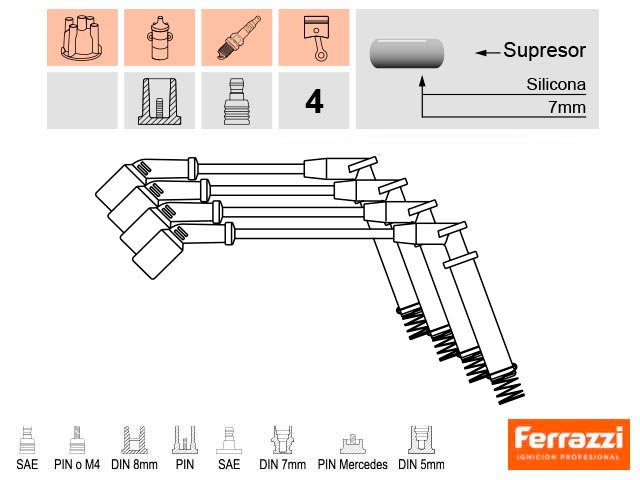 Supresor
Silicona
4
7mm
SAE PIN o M4 DIN 8mm PIN SAE DIN 7mm PIN Mercedes DIN 5mm
Ferrazzi
IGNICION PROFESIONAL